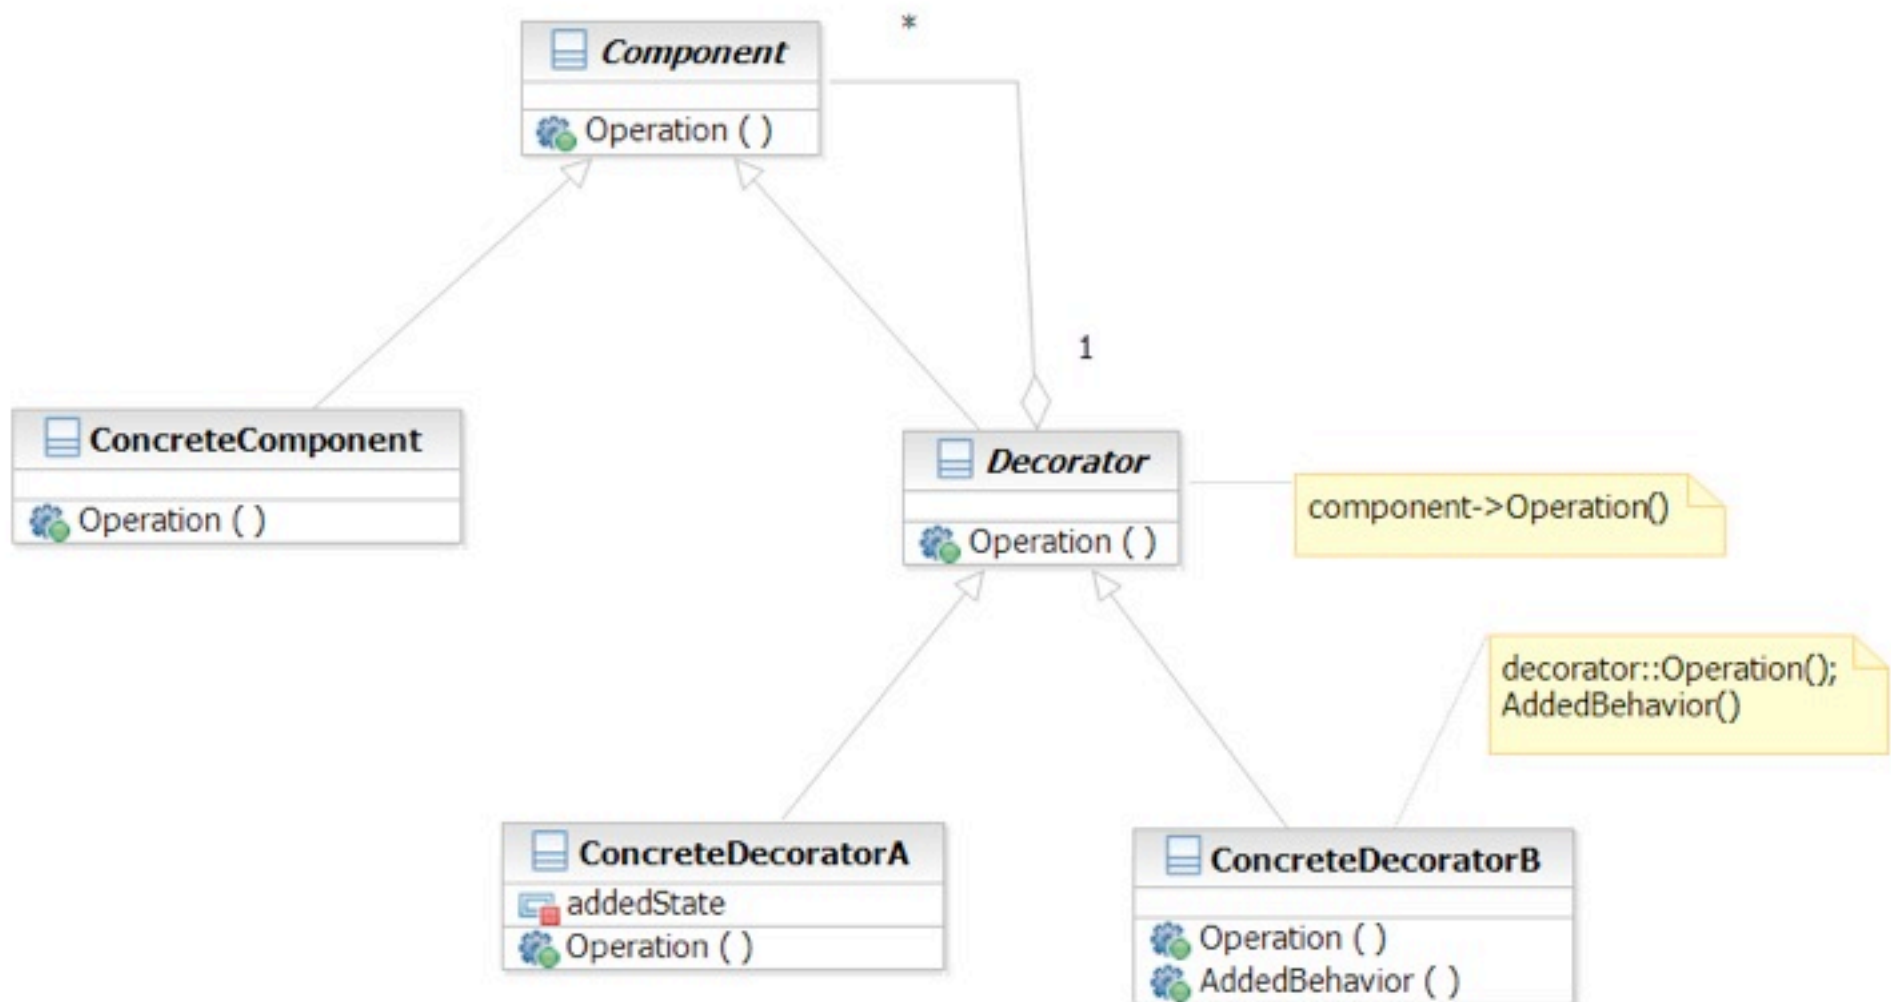 *
Component
Operation ( )
1
ConcreteComponent
Operation ( )
Decorator
Operation ( )
component->Operation()
decorator::Operation();
AddedBehavior()
ConcreteDecoratorA
addedState
Operation ( )
ConcreteDecoratorB
Operation ( )
AddedBehavior ( )